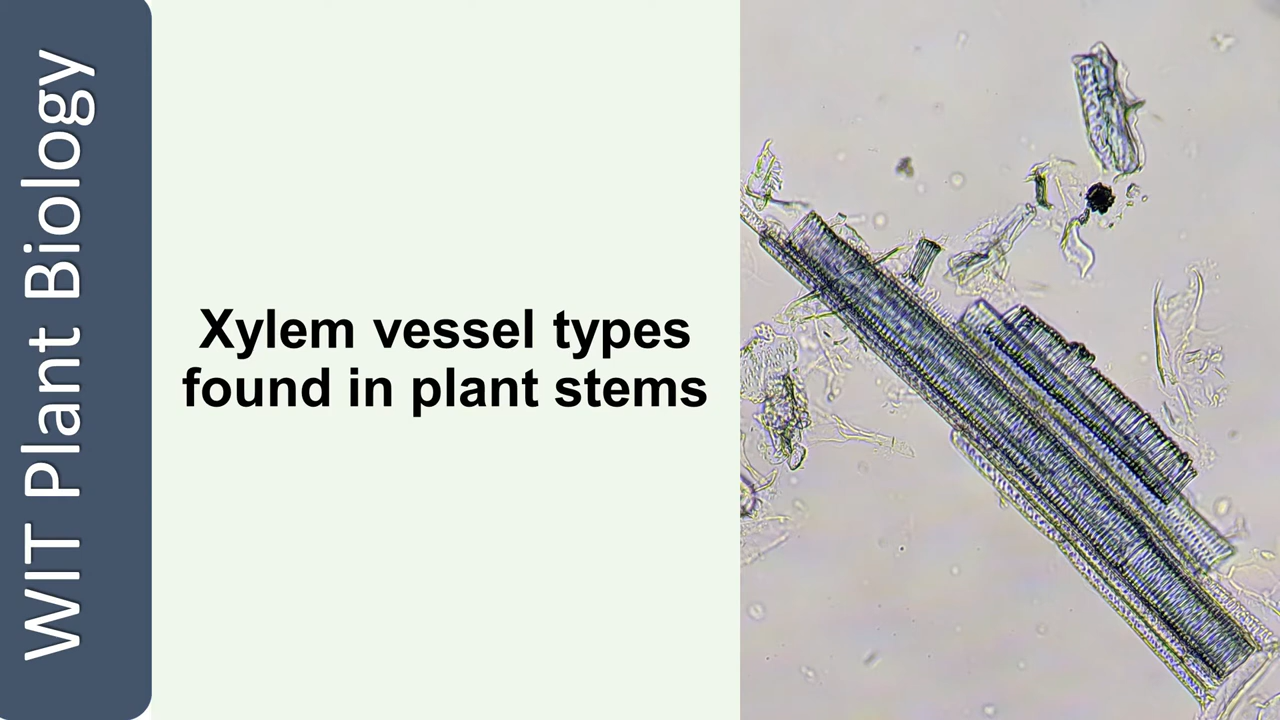 WIT Plant Biology
Xylem vessel types
found in plant stems